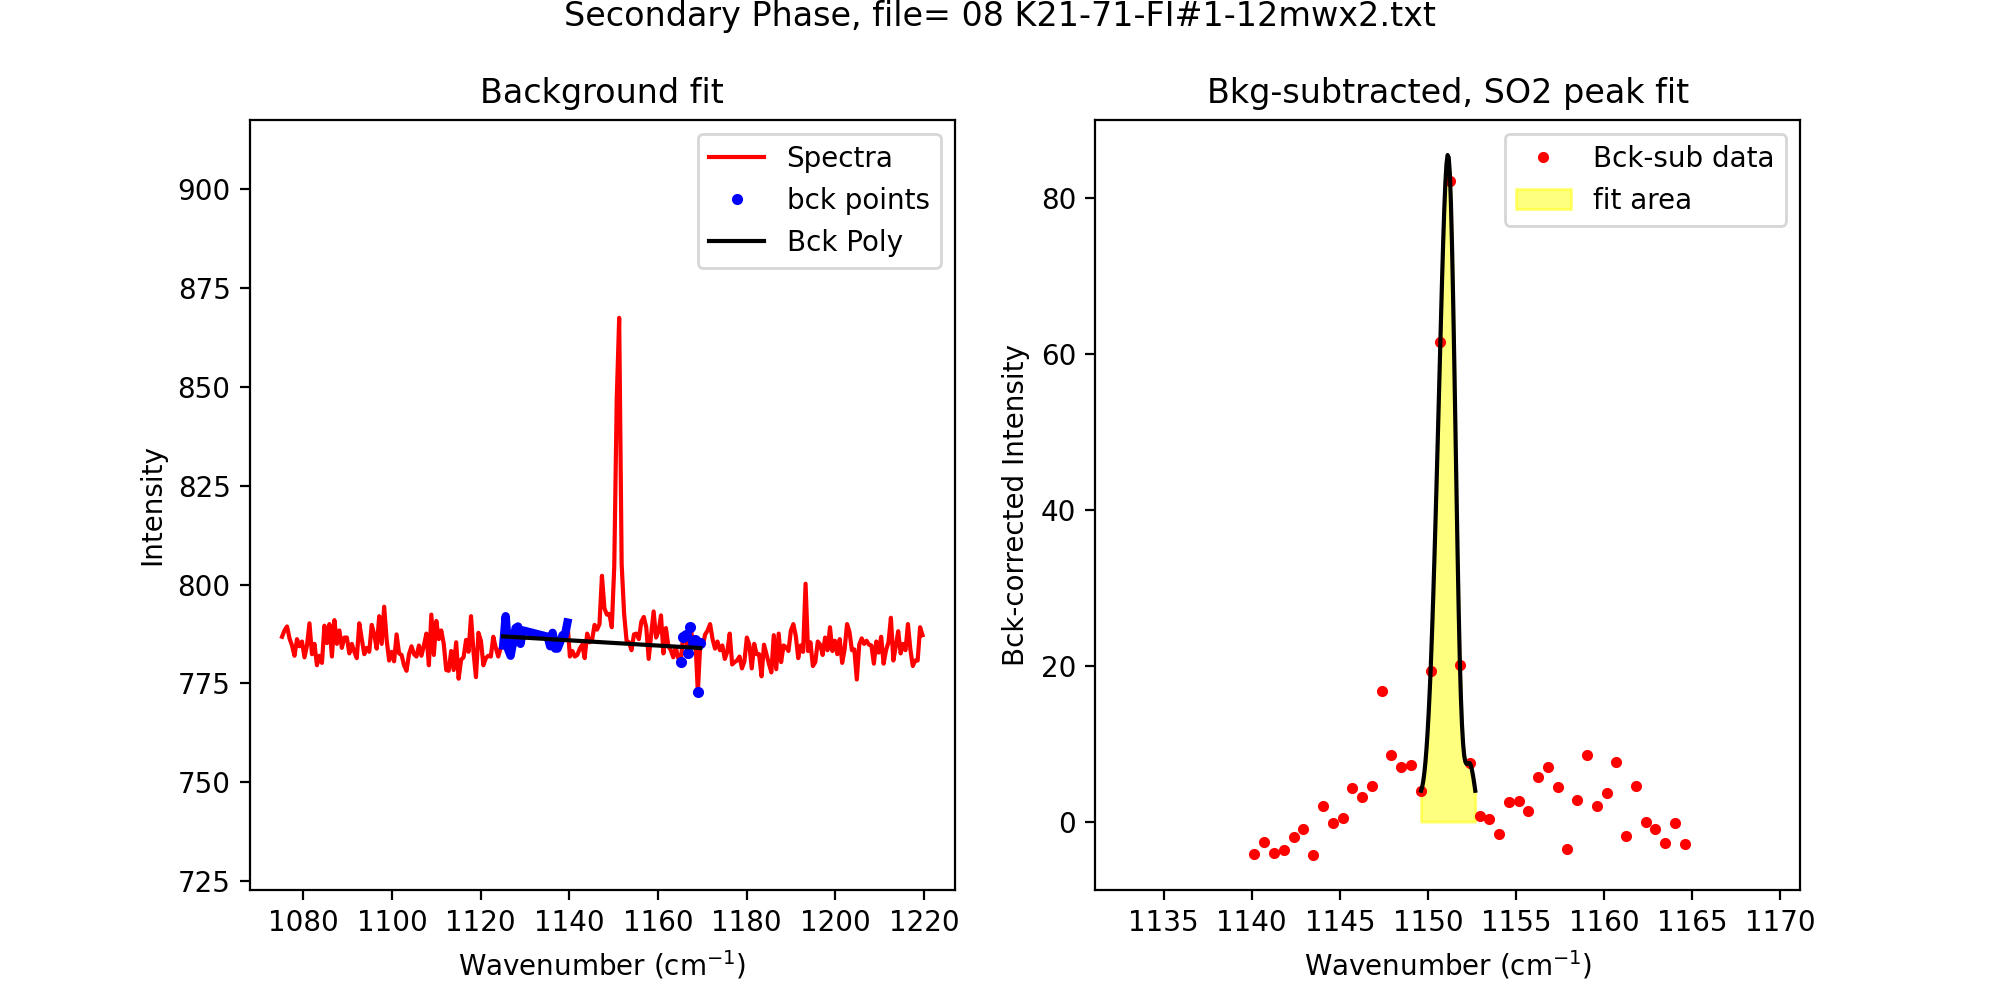 Secondary Phase, file= 08 K21-71-FI#1-12mwx2.txt
Background fit
Spectra
bck points
Bck Poly
900
875
850
825
800
775
750
725
Intensity
1080 1100 1120 1140 1160 1180 1200 1220
Wavenumber (cm⁻¹)
Bkg-subtracted, SO2 peak fit
Bck-sub data
fit area
80
60
40
20
0
Bck-corrected Intensity
1135 1140 1145 1150 1155 1160 1165 1170
Wavenumber (cm⁻¹)